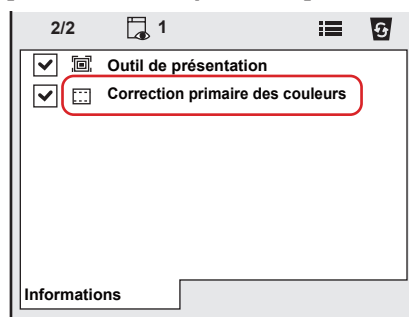 2/2 1
Outil de présentation
Correction primaire des couleurs
Informations